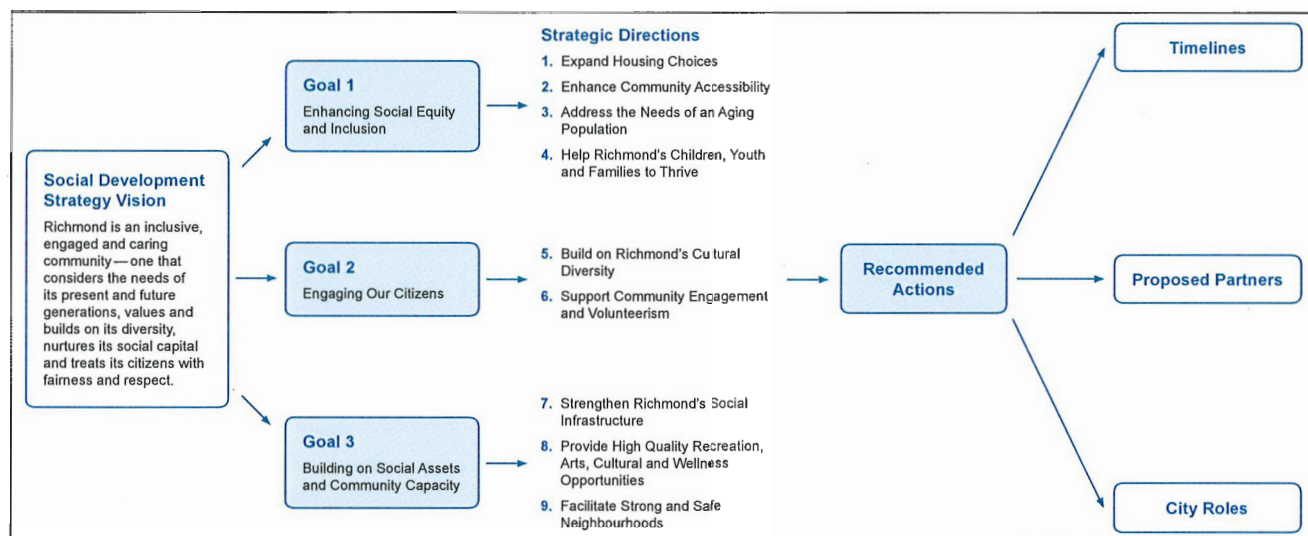 Social Development
Strategy Vision
Richmond is an inclusive,
engaged and caring
community—one that
considers the needs of
its present and future
generations, values and
builds on its diversity,
nurtures its social capital
and treats its citizens with
fairness and respect.
Goal 1
Enhancing Social Equity
and Inclusion
Goal 2
Engaging Our Citizens
Goal 3
Building on Social Assets
and Community Capacity
Strategic Directions
1. Expand Housing Choices
2. Enhance Community Accessibility
3. Address the Needs of an Aging
Population
4. Help Richmond's Children, Youth
and Families to Thrive
5. Build on Richmond's Cultural
Diversity
6. Support Community Engagement
and Volunteerism
7. Strengthen Richmond's Social
Infrastructure
8. Provide High Quality Recreation,
Arts, Cultural and Wellness
Opportunities
9. Facilitate Strong and Safe
Neighbourhoods
Recommended
Actions
Timelines
Proposed Partners
City Roles